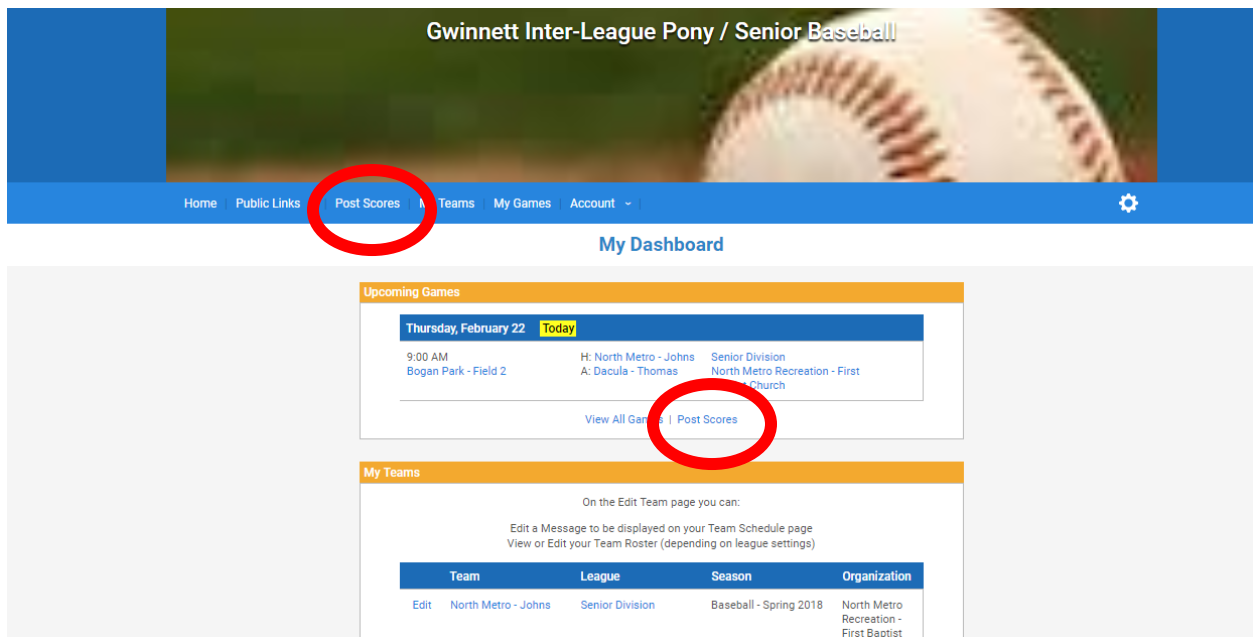 Gwinnett Inter-League Pony / Senior Baseball
Home Public Links Post Scores Teams My Games Account
My Dashboard
Upcoming Games
Thursday, February 22 Today
9:00 AM H: North Metro - Johns Senior Division
Bogan Park - Field 2 A: Dacula - Thomas North Metro Recreation - First
Church
View All Games | Post Scores
My Teams
On the Edit Team page you can:
Edit a Message to be displayed on your Team Schedule page
View or Edit your Team Roster (depending on league settings)
Team League Season Organization
Edit North Metro - Johns Senior Division Baseball - Spring 2018 North Metro
Recreation -
First Baptist